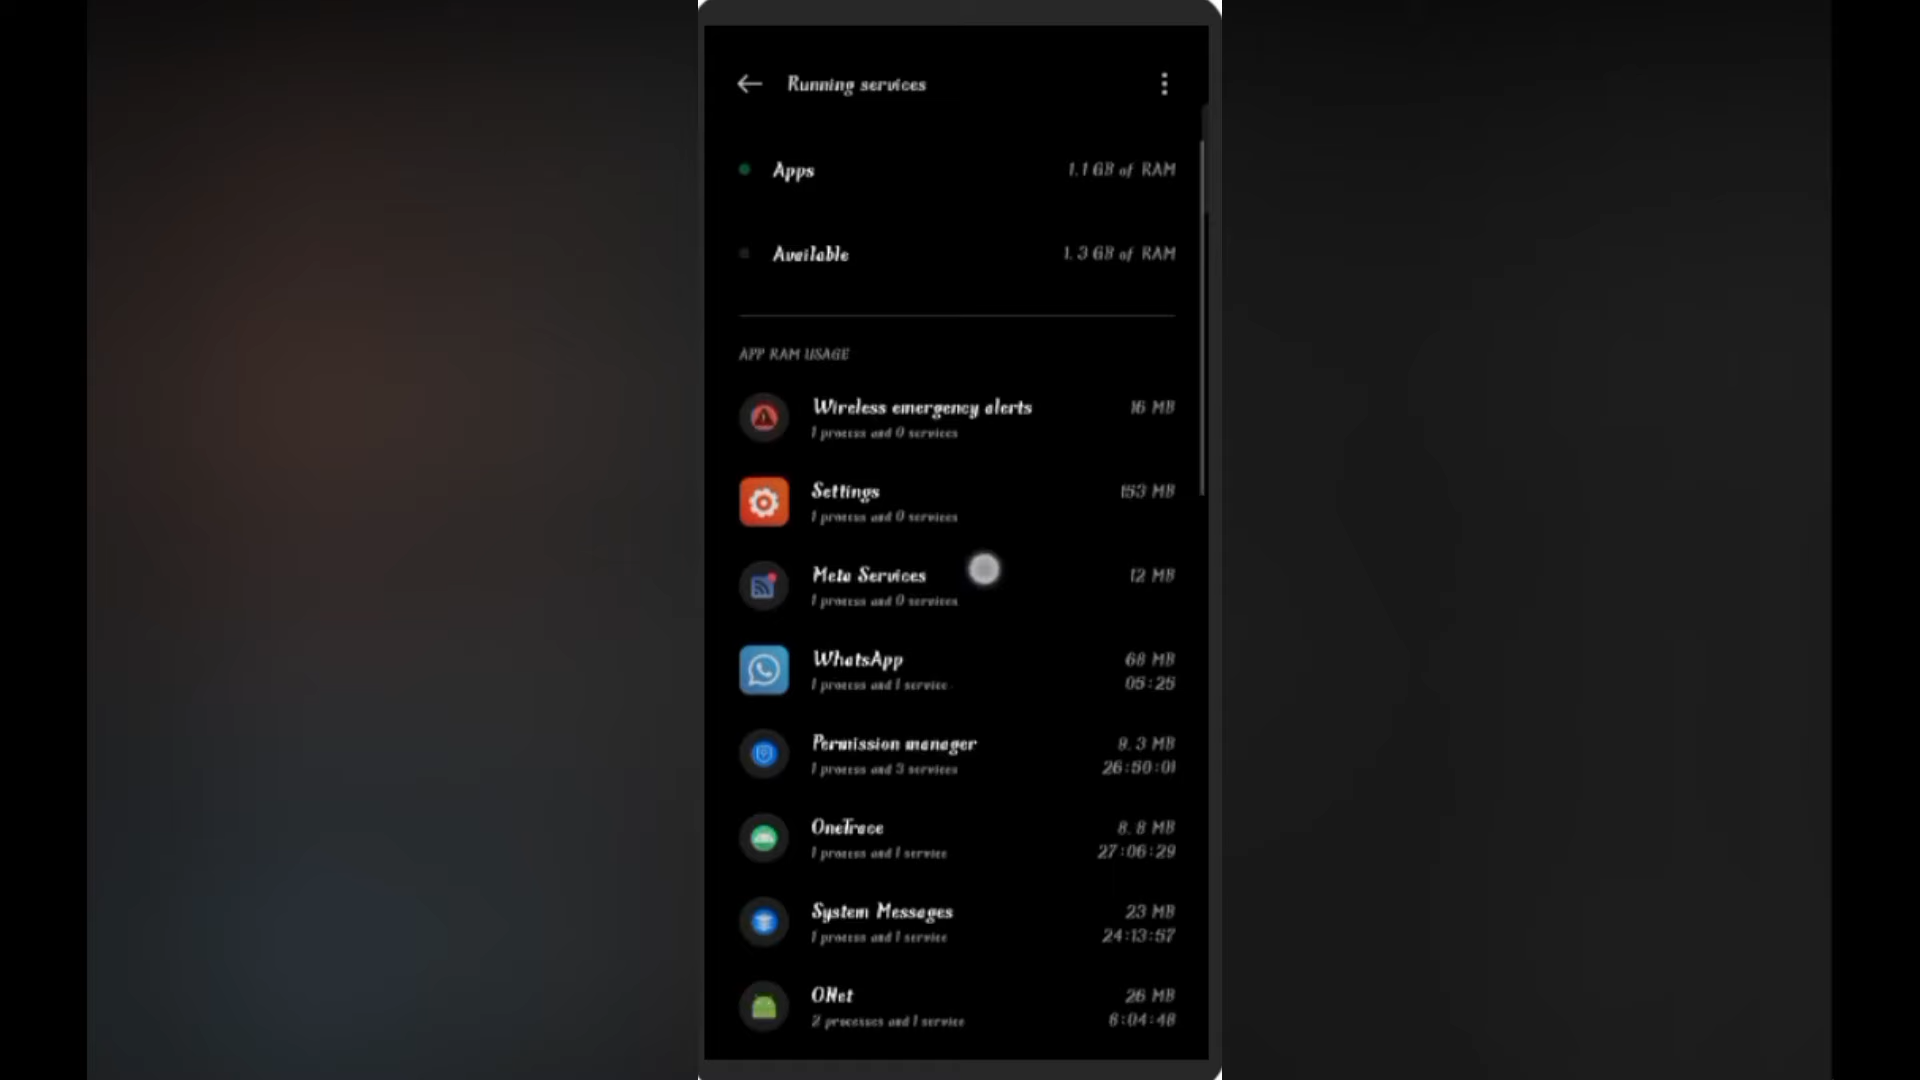 Running services
Apps
1.1 GB of RAM
Available
1.3 GB of RAM
APP RAM USAGE
Wireless emergency alerts
16 MB
1 process and 0 services
Settings
153 MB
1 process and 0 services
Meta Services
12 MB
1 process and 0 services
WhatsApp
68 MB
1 process and 1 service
05:25
Permission manager
9.3 MB
1 process and 3 services
26:50:01
OneTrace
8.8 MB
1 process and 1 service
27:06:29
System Messages
23 MB
1 process and 1 service
24:13:57
ONet
26 MB
2 processes and 1 service
6:04:48